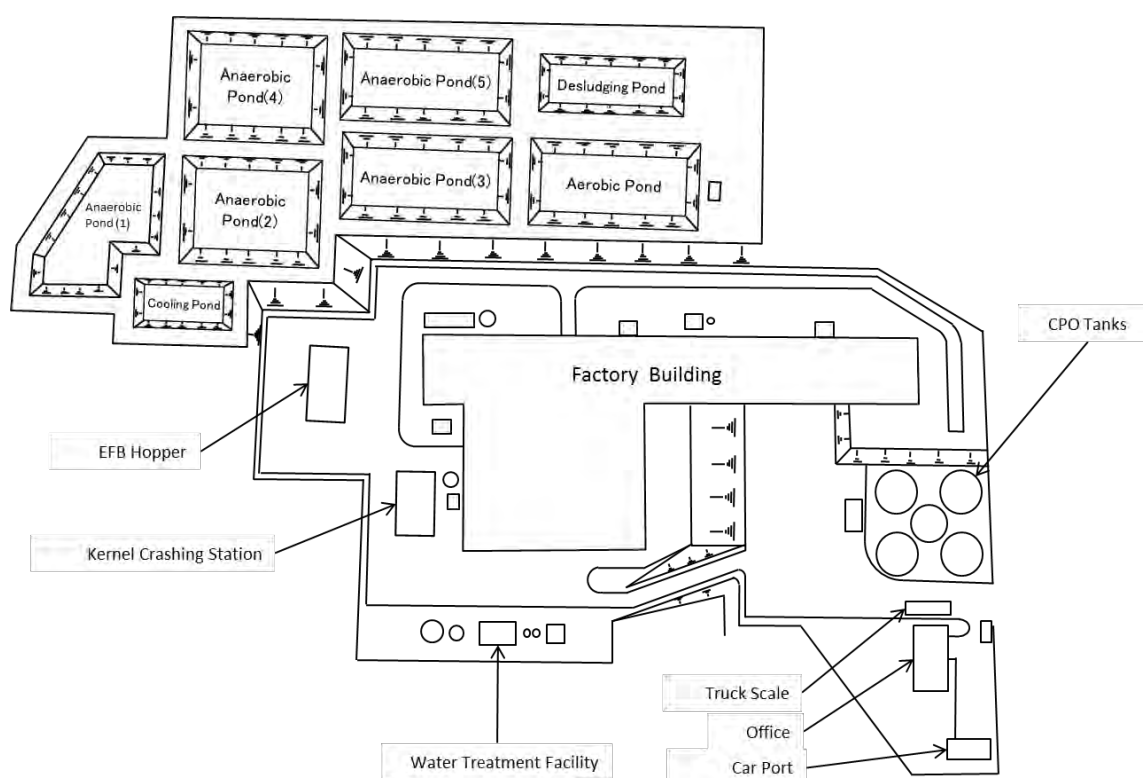 Anaerobic
Pond(4)
Anaerobic Pond(5)
Desludging Pond
Anaerobic
Pond(1)
Anaerobic
Pond(2)
Anaerobic Pond(3)
Aerobic Pond
Cooling Pond
CPO Tanks
Factory Building
EFB Hopper
Kernel Crashing Station
Truck Scale
Office
Water Treatment Facility
Car Port